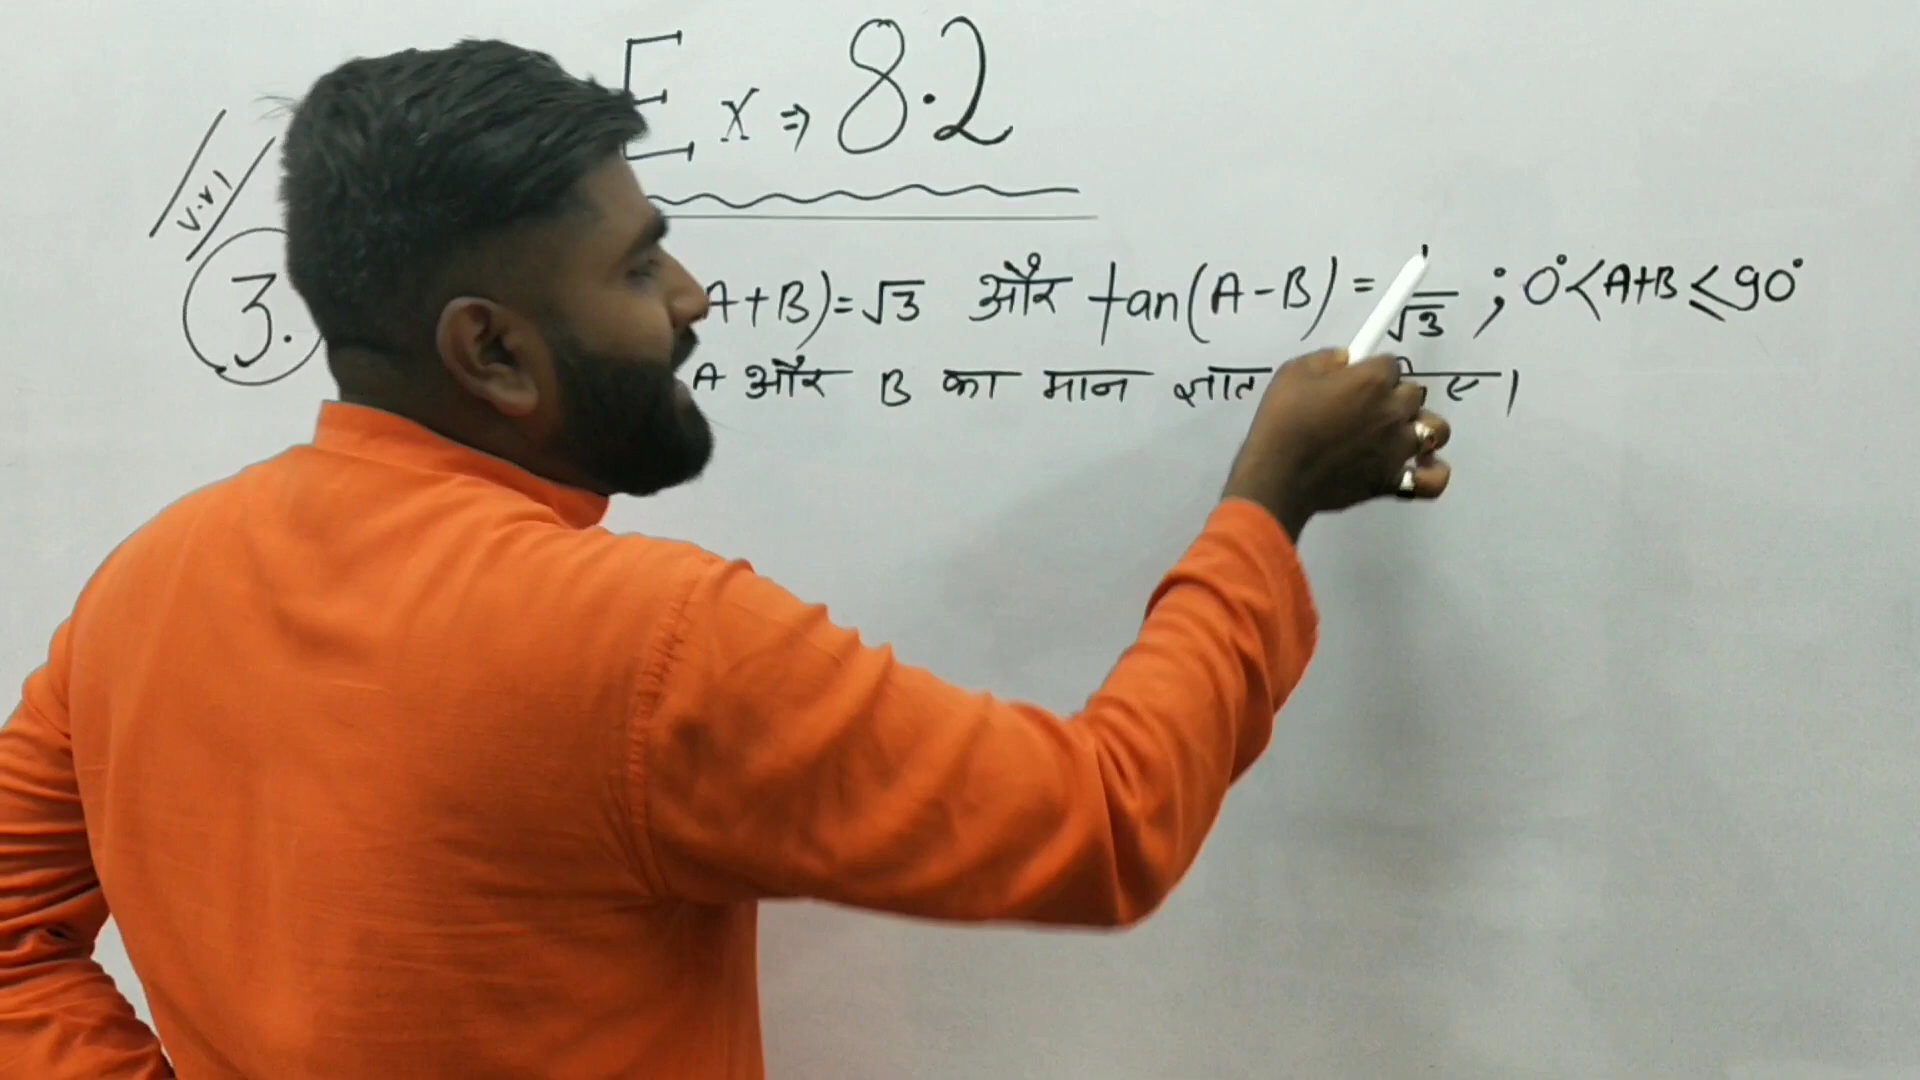 Ex ⇒ 8.2
V.V.I
3. A+B)=√3 और tan(A-B) = 1/√3 ; 0°<A+B≤90°
A और B का मान ज्ञात